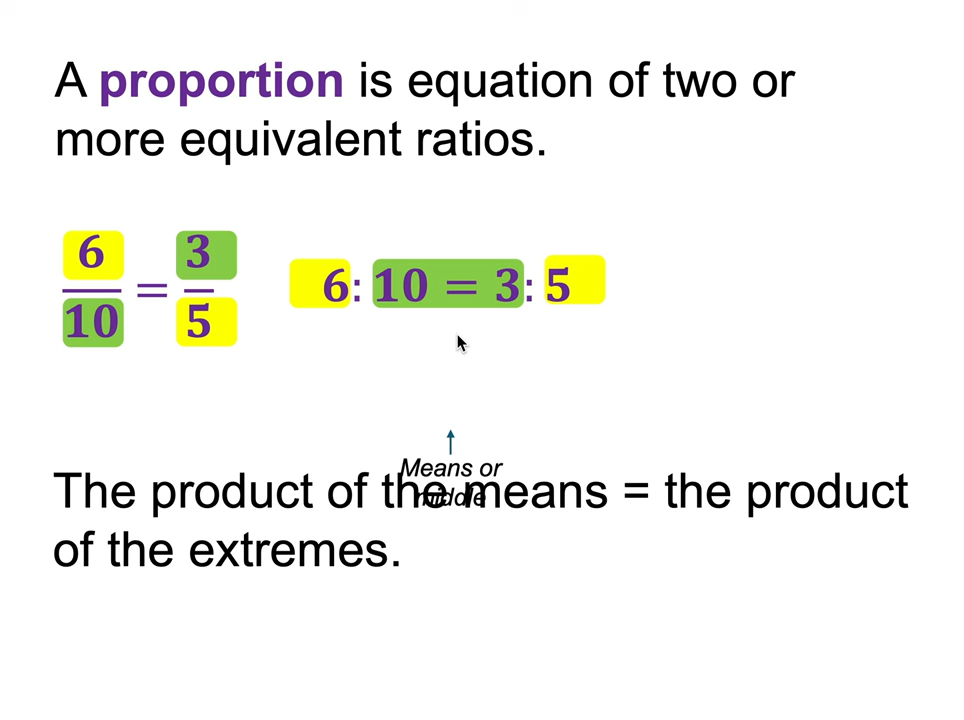 A proportion is equation of two or
more equivalent ratios.
6/10 = 3/5
6: 10 = 3: 5
Means or
middle
The product of the means = the product
of the extremes.